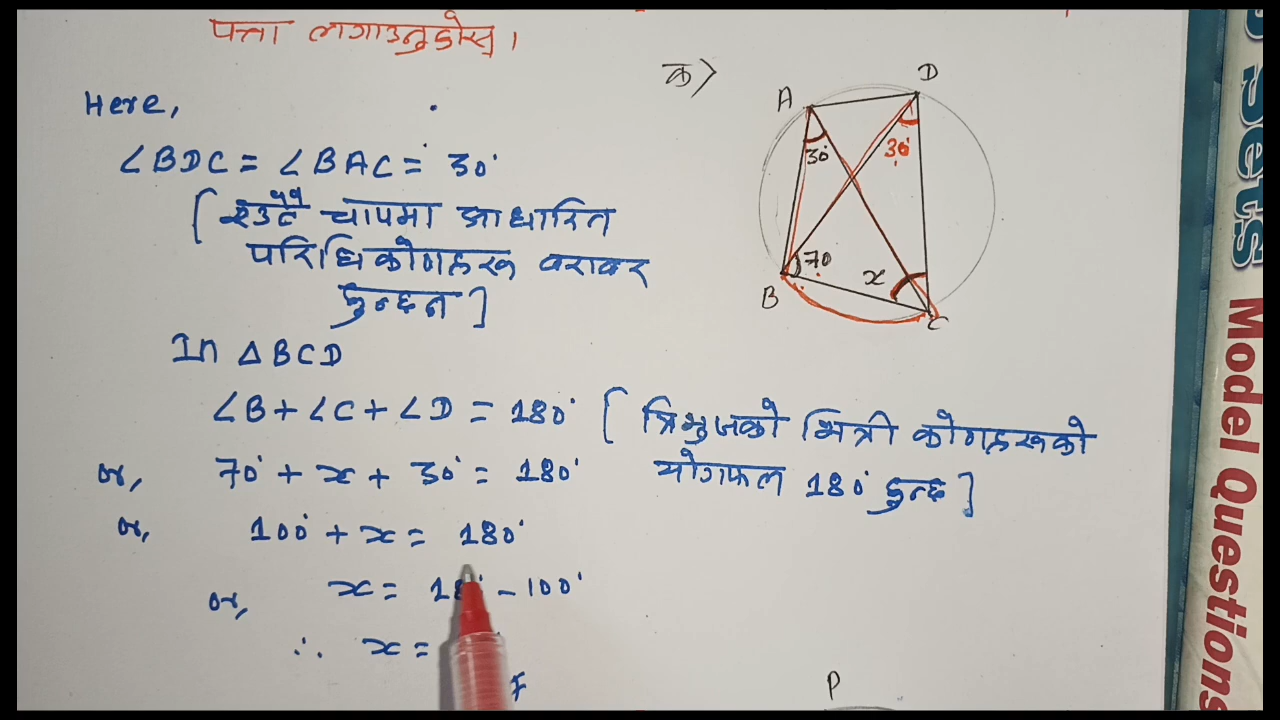 पत्ता लगाउनुहोस् ।
क)
Here,
∠BDC = ∠BAC = 30°
[ एउटै चापमा आधारित
परिधिकोणहरू बराबर
हुन्छन ]
In △BCD
∠B + ∠C + ∠D = 180° [ त्रिभुजको भित्री कोणहरूको
योगफल 180° हुन्छ ]
or, 70° + x + 30° = 180°
or, 100° + x = 180°
or, x = 180° - 100°
∴ x =
A
D
30°
30°
B
70
x
C
P
Sets
Model Questions